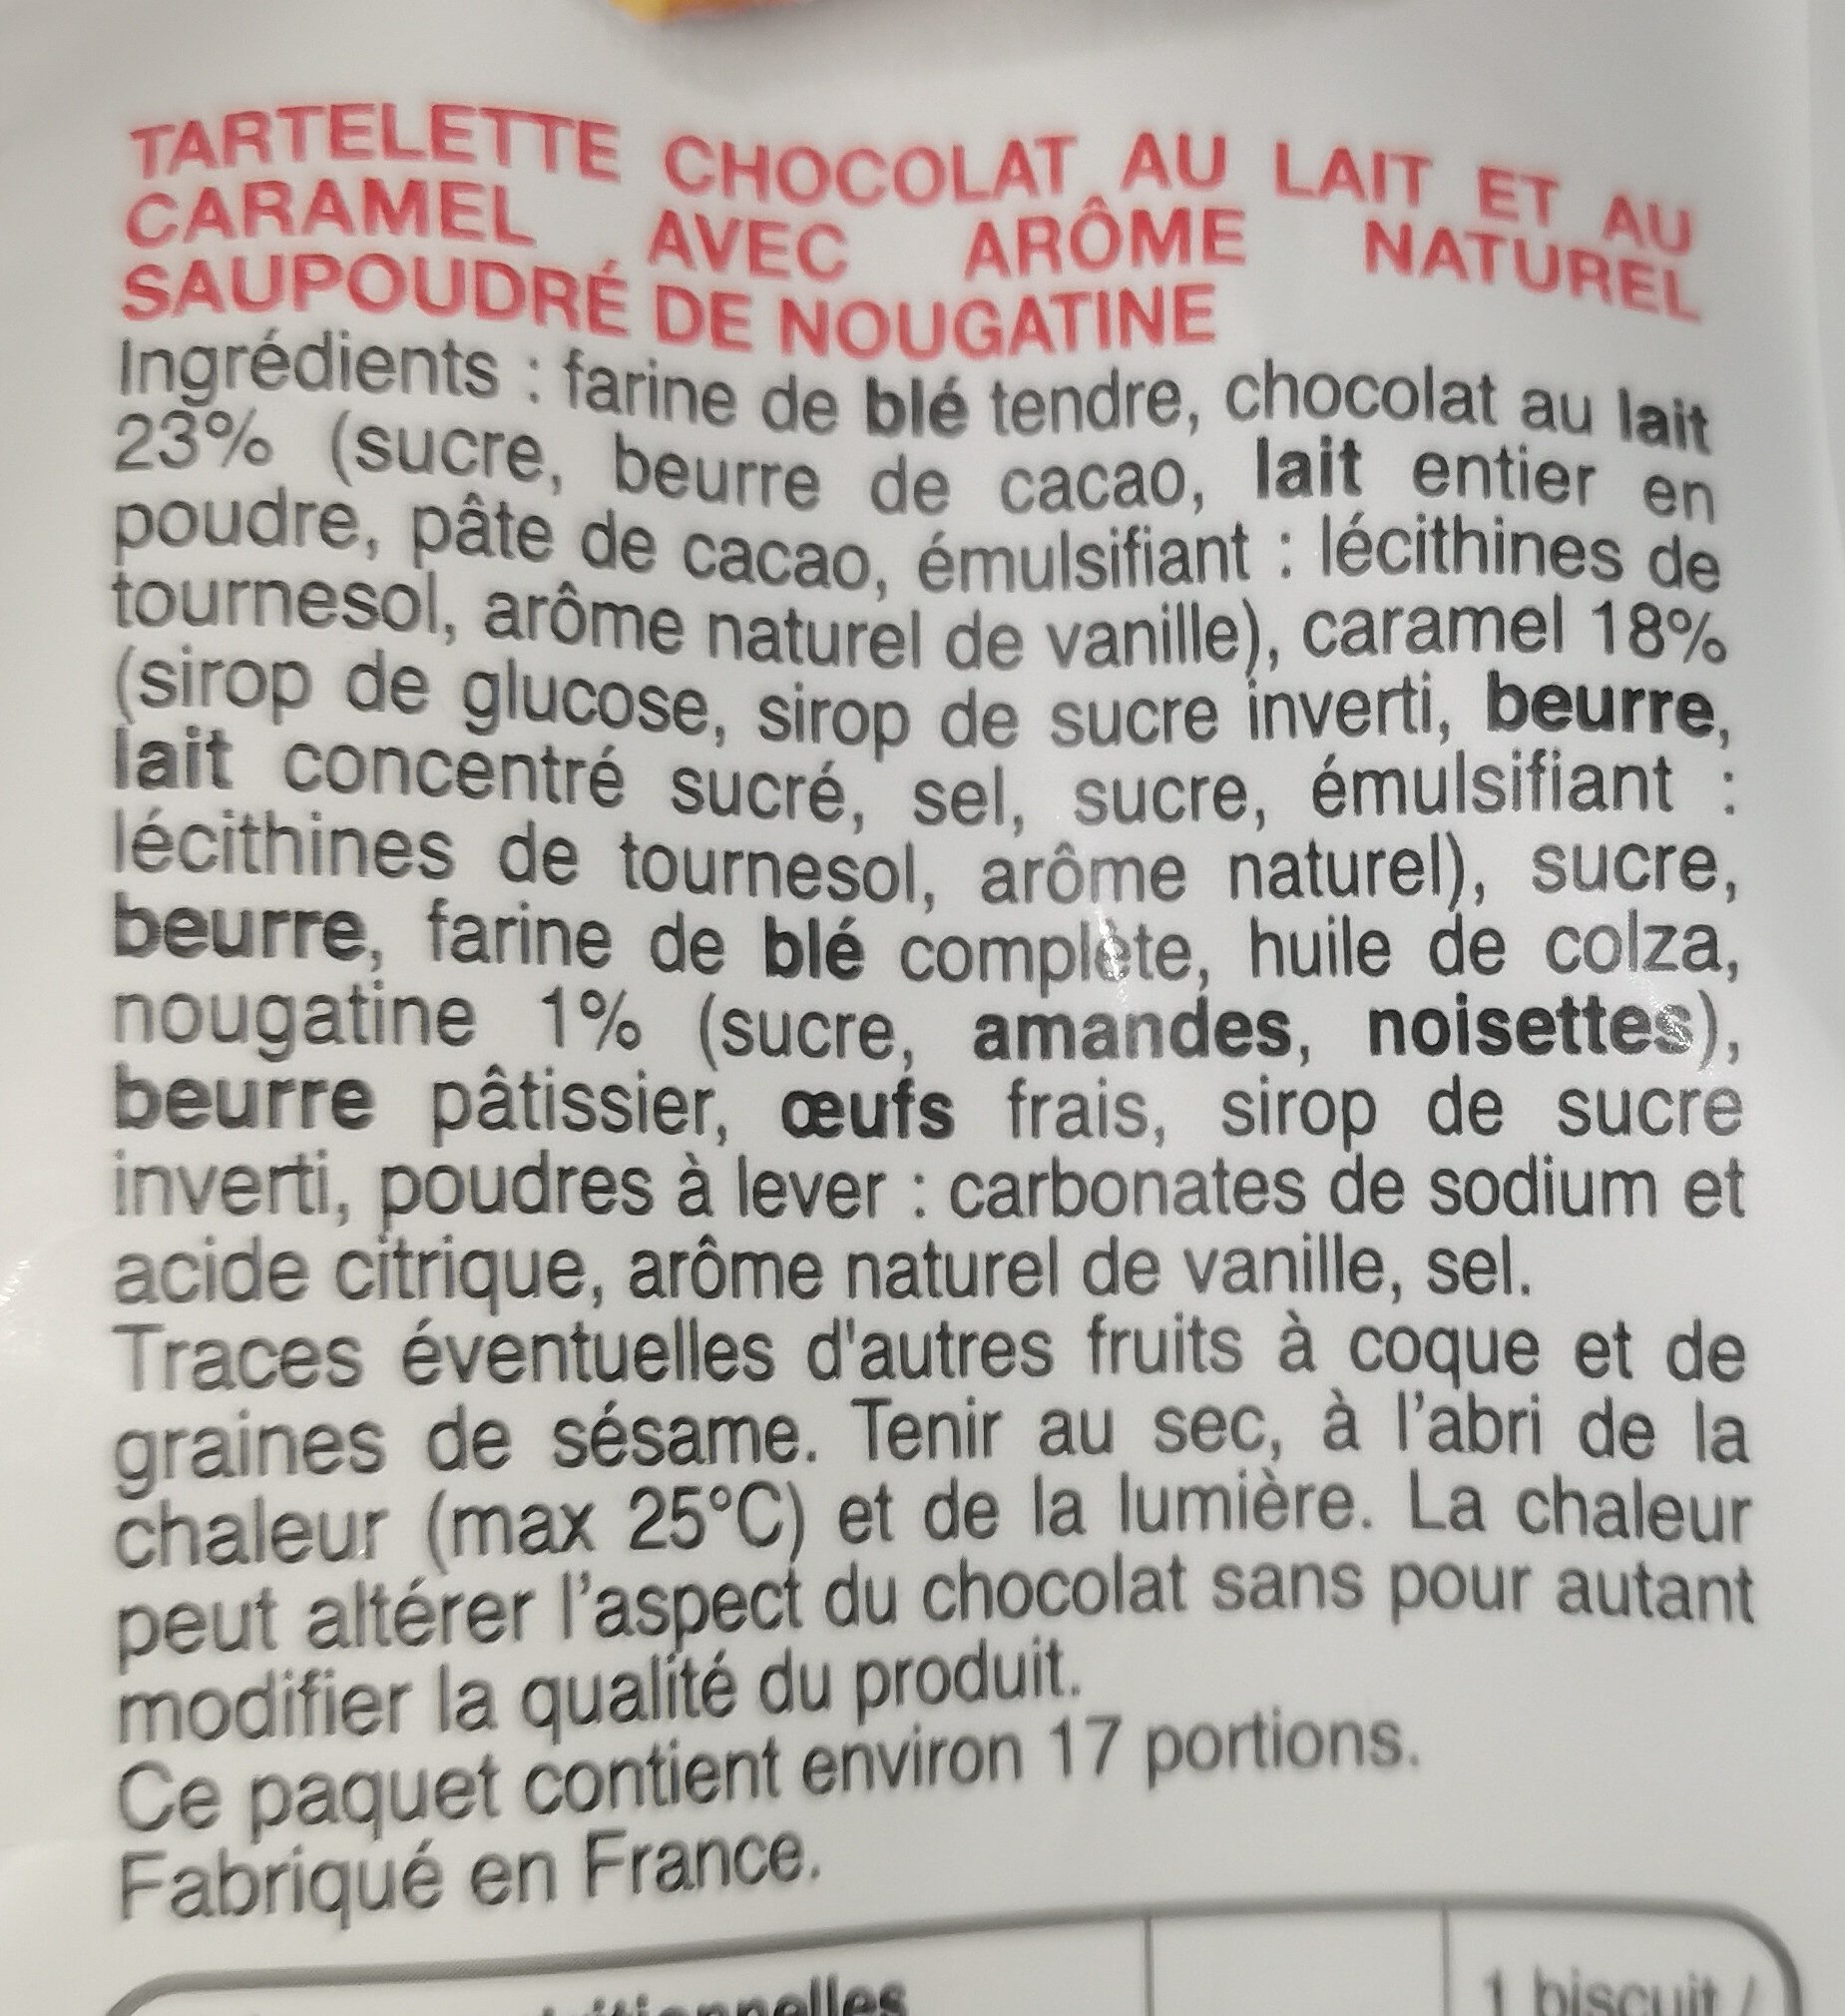 TARTELETTE CHOCOLAT AU LAIT ET AU
CARAMEL AVEC ARÔME NATUREL
SAUPOUDRÉ DE NOUGATINE
Ingrédients : farine de blé tendre, chocolat au lait
23% (sucre, beurre de cacao, lait entier en
poudre, pâte de cacao, émulsifiant : lécithines de
tournesol, arôme naturel de vanille), caramel 18%
(sirop de glucose, sirop de sucre inverti, beurre,
lait concentré sucré, sel, sucre, émulsifiant :
lécithines de tournesol, arôme naturel), sucre,
beurre, farine de blé complète, huile de colza,
nougatine 1% (sucre, amandes, noisettes),
beurre pâtissier, œufs frais, sirop de sucre
inverti, poudres à lever : carbonates de sodium et
acide citrique, arôme naturel de vanille, sel.
Traces éventuelles d'autres fruits à coque et de
graines de sésame. Tenir au sec, à l'abri de la
chaleur (max 25°C) et de la lumière. La chaleur
peut altérer l'aspect du chocolat sans pour autant
modifier la qualité du produit.
Ce paquet contient environ 17 portions.
Fabriqué en France.
1 biscuit /